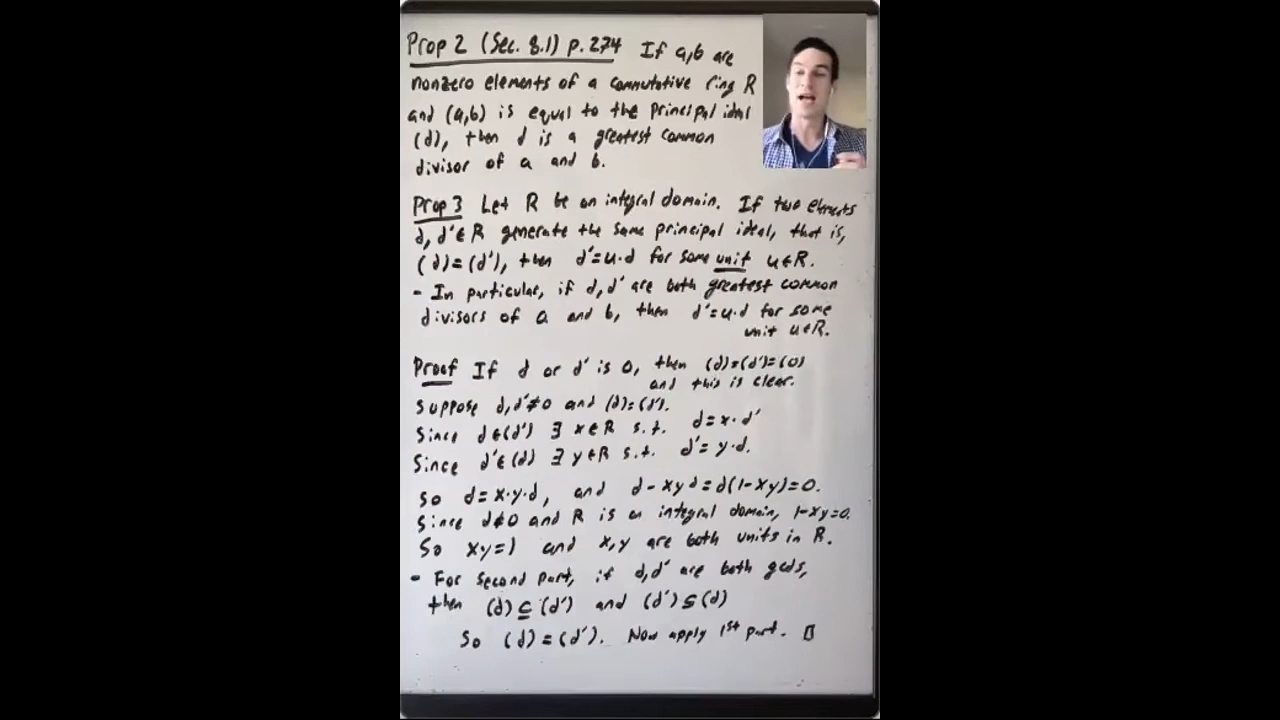 Prop 2 (Sec. 8.1) p. 274 If a,b are
nonzero elements of a commutative ring R
and (a,b) is equal to the principal ideal
(d), then d is a greatest common
divisor of a and b.
Prop 3 Let R be an integral domain. If two elements
d, d'∈R generate the same principal ideal, that is,
(d)=(d'), then d'=u·d for some unit u∈R.
- In particular, if d,d' are both greatest common
divisors of a and b, then d'=u·d for some
unit u∈R.
Proof If d or d' is 0, then (d)=(d')=(0)
and this is clear.
Suppose d,d'≠0 and (d)=(d').
Since d∈(d') ∃ x∈R s.t. d=x·d'
Since d'∈(d) ∃ y∈R s.t. d'=y·d.
So d=x·y·d, and d-xyd=d(1-xy)=0.
Since d≠0 and R is an integral domain, 1-xy=0.
So xy=1 and x,y are both units in R.
- For second part, if d,d' are both gcds,
then (d)⊆(d') and (d')⊆(d)
So (d)=(d'). Now apply 1st part. □